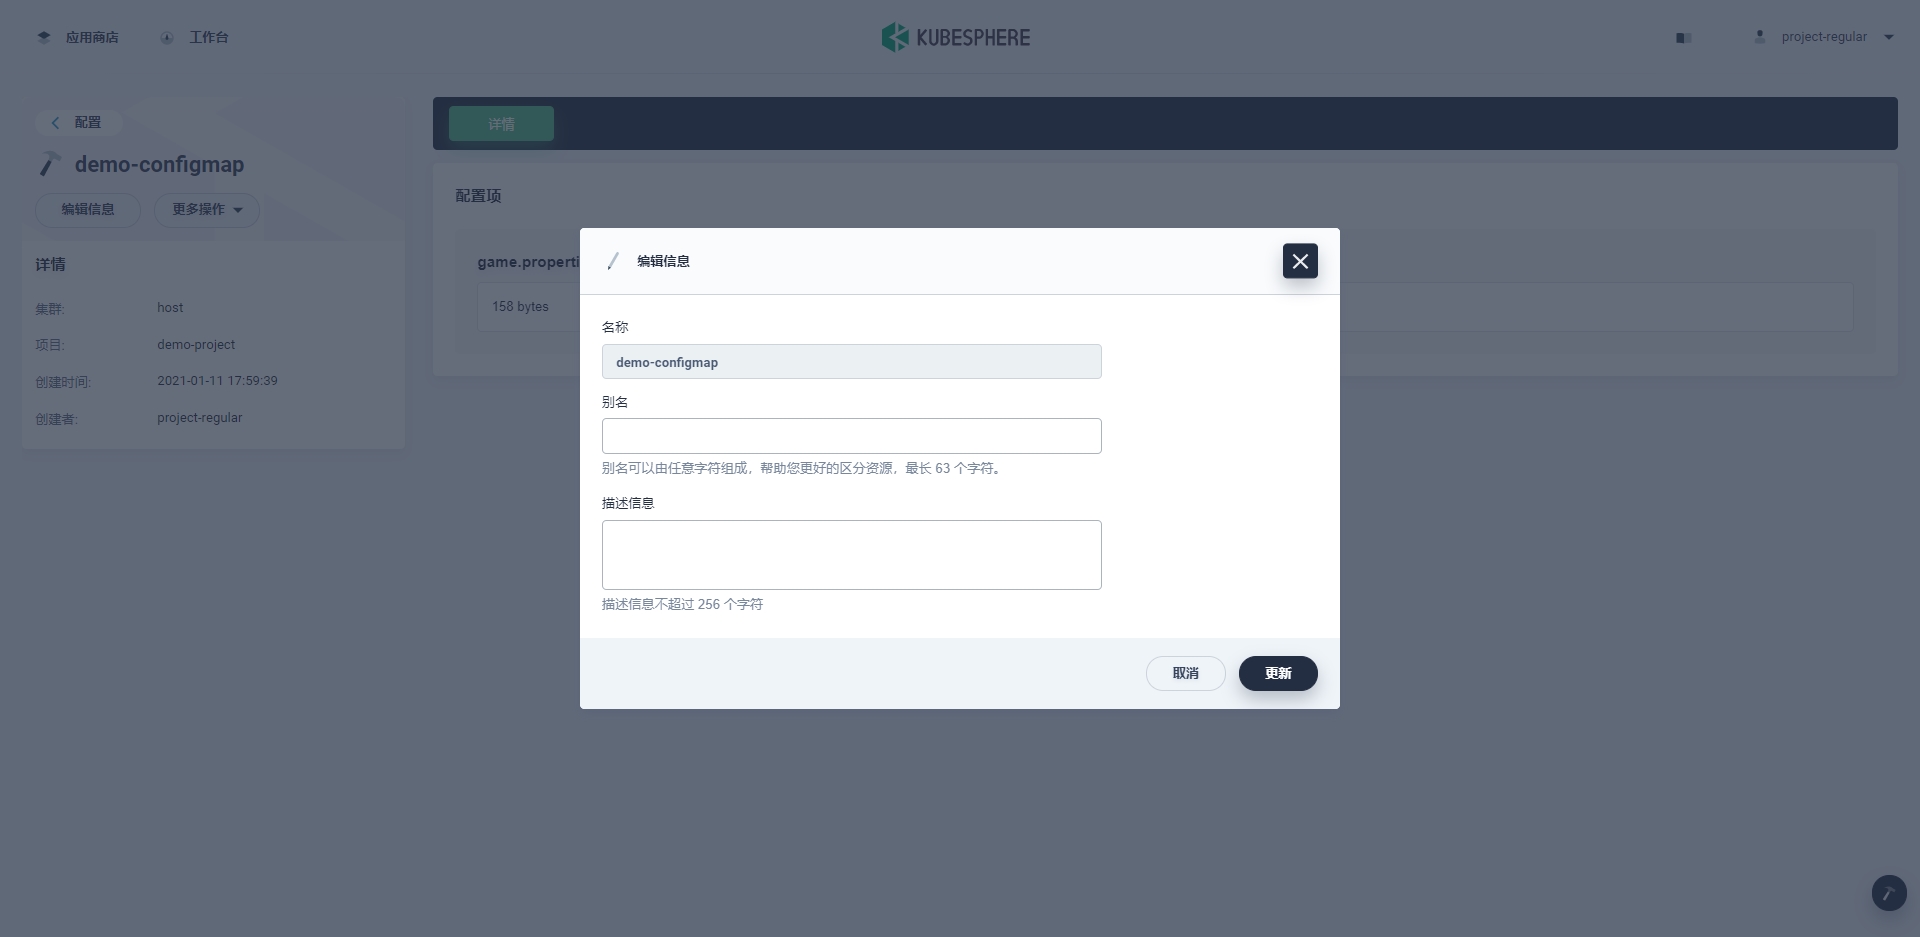 应用商店
工作台
KUBESPHERE
project-regular
配置
demo-configmap
编辑信息
更多操作
详情
集群: host
项目: demo-project
创建时间: 2021-01-11 17:59:39
创建者: project-regular
详情
配置项
game.properti
158 bytes
编辑信息
名称
demo-configmap
别名
别名可以由任意字符组成，帮助您更好的区分资源，最长 63 个字符。
描述信息
描述信息不超过 256 个字符
取消
更新